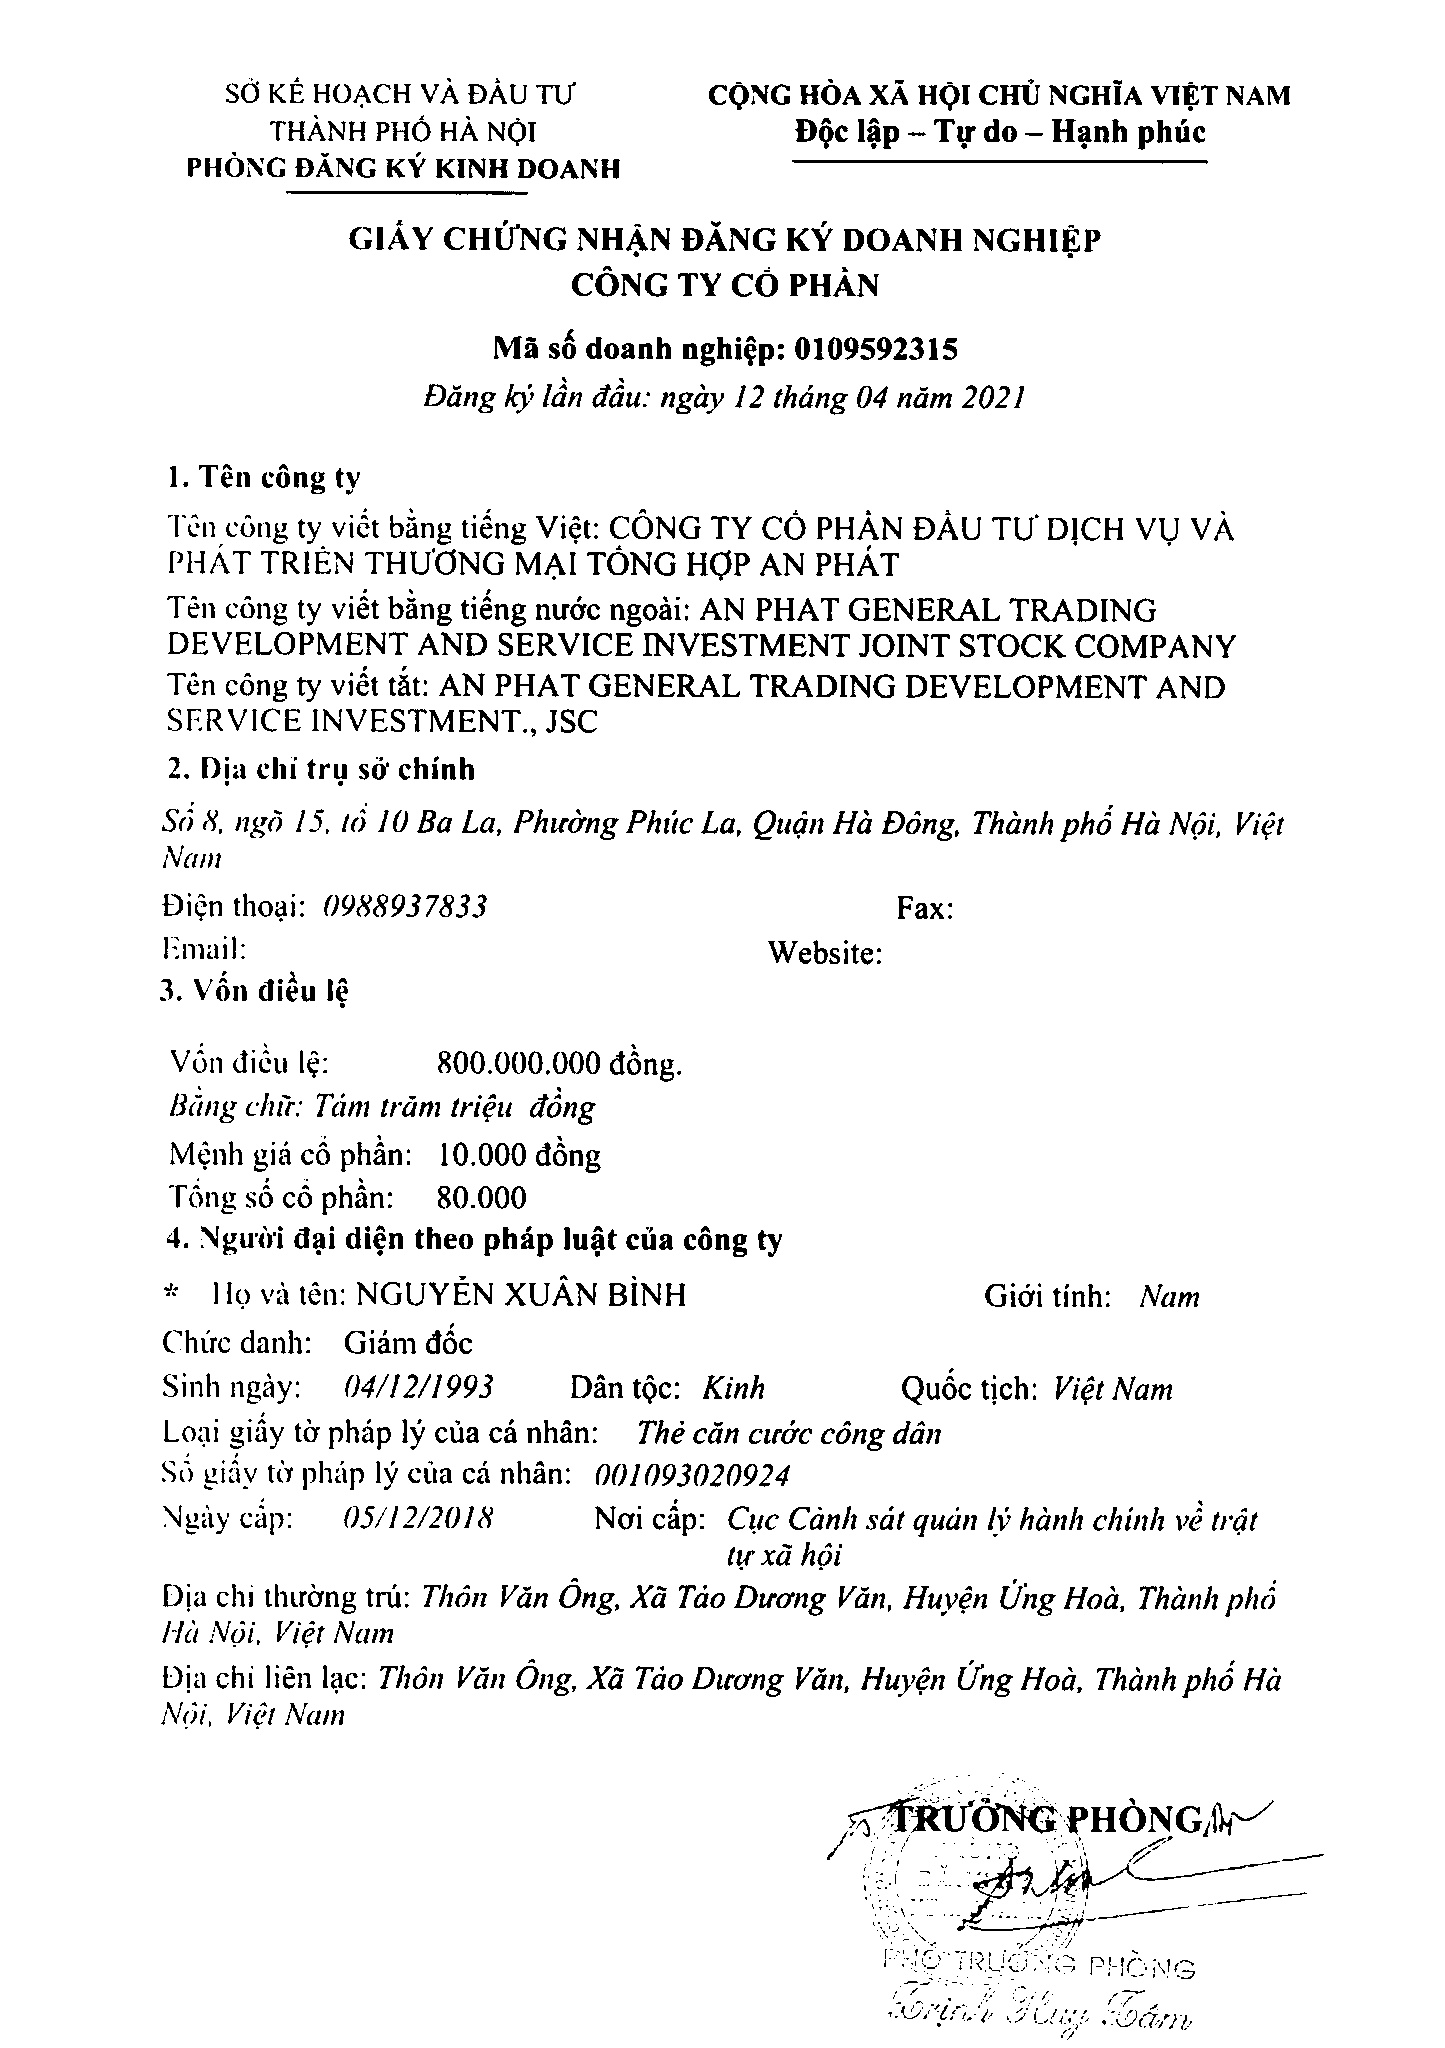 SỞ KẾ HOẠCH VÀ ĐẦU TƯ
THÀNH PHỐ HÀ NỘI
PHÒNG ĐĂNG KÝ KINH DOANH
CỘNG HÒA XÃ HỘI CHỦ NGHĨA VIỆT NAM
Độc lập – Tự do – Hạnh phúc
GIẤY CHỨNG NHẬN ĐĂNG KÝ DOANH NGHIỆP
CÔNG TY CỔ PHẦN
Mã số doanh nghiệp: 0109592315
Đăng ký lần đầu: ngày 12 tháng 04 năm 2021
1. Tên công ty
Tên công ty viết bằng tiếng Việt: CÔNG TY CỔ PHẦN ĐẦU TƯ DỊCH VỤ VÀ
PHÁT TRIỂN THƯƠNG MẠI TỔNG HỢP AN PHÁT
Tên công ty viết bằng tiếng nước ngoài: AN PHAT GENERAL TRADING
DEVELOPMENT AND SERVICE INVESTMENT JOINT STOCK COMPANY
Tên công ty viết tắt: AN PHAT GENERAL TRADING DEVELOPMENT AND
SERVICE INVESTMENT., JSC
2. Địa chỉ trụ sở chính
Số 8, ngõ 15, tổ 10 Ba La, Phường Phúc La, Quận Hà Đông, Thành phố Hà Nội, Việt
Nam
Điện thoại: 0988937833 Fax:
Email: Website:
3. Vốn điều lệ
Vốn điều lệ: 800.000.000 đồng.
Bằng chữ: Tám trăm triệu đồng
Mệnh giá cổ phần: 10.000 đồng
Tổng số cổ phần: 80.000
4. Người đại diện theo pháp luật của công ty
* Họ và tên: NGUYỄN XUÂN BÌNH Giới tính: Nam
Chức danh: Giám đốc
Sinh ngày: 04/12/1993 Dân tộc: Kinh Quốc tịch: Việt Nam
Loại giấy tờ pháp lý của cá nhân: Thẻ căn cước công dân
Số giấy tờ pháp lý của cá nhân: 001093020924
Ngày cấp: 05/12/2018 Nơi cấp: Cục Cảnh sát quản lý hành chính về trật
tự xã hội
Địa chỉ thường trú: Thôn Văn Ông, Xã Tảo Dương Văn, Huyện Ứng Hoà, Thành phố
Hà Nội, Việt Nam
Địa chỉ liên lạc: Thôn Văn Ông, Xã Tảo Dương Văn, Huyện Ứng Hoà, Thành phố Hà
Nội, Việt Nam
TRƯỞNG PHÒNG
PHÓ TRƯỞNG PHÒNG
Trịnh Huy Tâm